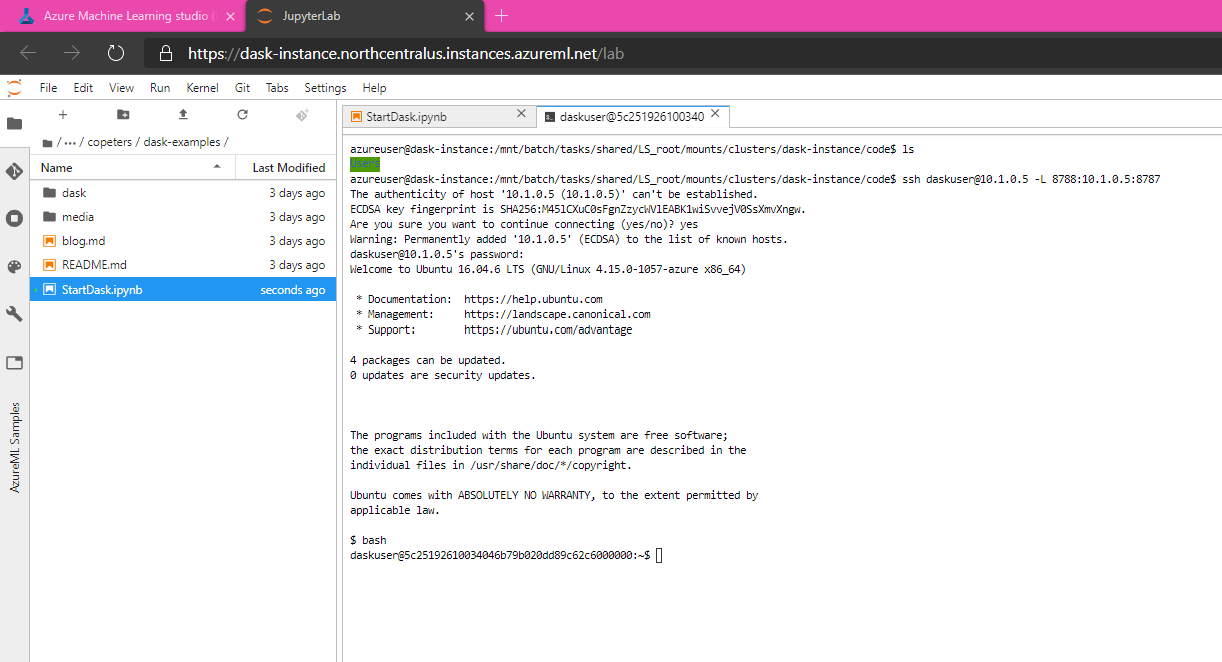 Azure Machine Learning studio (
JupyterLab
https://dask-instance.northcentralus.instances.azureml.net/lab
File Edit View Run Kernel Git Tabs Settings Help
/ ··· / copeters / dask-examples /
Name Last Modified
dask 3 days ago
media 3 days ago
blog.md 3 days ago
README.md 3 days ago
StartDask.ipynb seconds ago
AzureML Samples
StartDask.ipynb
daskuser@5c251926100340
azureuser@dask-instance:/mnt/batch/tasks/shared/LS_root/mounts/clusters/dask-instance/code$ ls
Users
azureuser@dask-instance:/mnt/batch/tasks/shared/LS_root/mounts/clusters/dask-instance/code$ ssh daskuser@10.1.0.5 -L 8788:10.1.0.5:8787
The authenticity of host '10.1.0.5 (10.1.0.5)' can't be established.
ECDSA key fingerprint is SHA256:M45lCXuC0sFgnZzycWVlEABK1wiSvvejV0SsXmvXngw.
Are you sure you want to continue connecting (yes/no)? yes
Warning: Permanently added '10.1.0.5' (ECDSA) to the list of known hosts.
daskuser@10.1.0.5's password:
Welcome to Ubuntu 16.04.6 LTS (GNU/Linux 4.15.0-1057-azure x86_64)
* Documentation: https://help.ubuntu.com
* Management: https://landscape.canonical.com
* Support: https://ubuntu.com/advantage
4 packages can be updated.
0 updates are security updates.
The programs included with the Ubuntu system are free software;
the exact distribution terms for each program are described in the
individual files in /usr/share/doc/*/copyright.
Ubuntu comes with ABSOLUTELY NO WARRANTY, to the extent permitted by
applicable law.
$ bash
daskuser@5c25192610034046b79b020dd89c62c6000000:~$